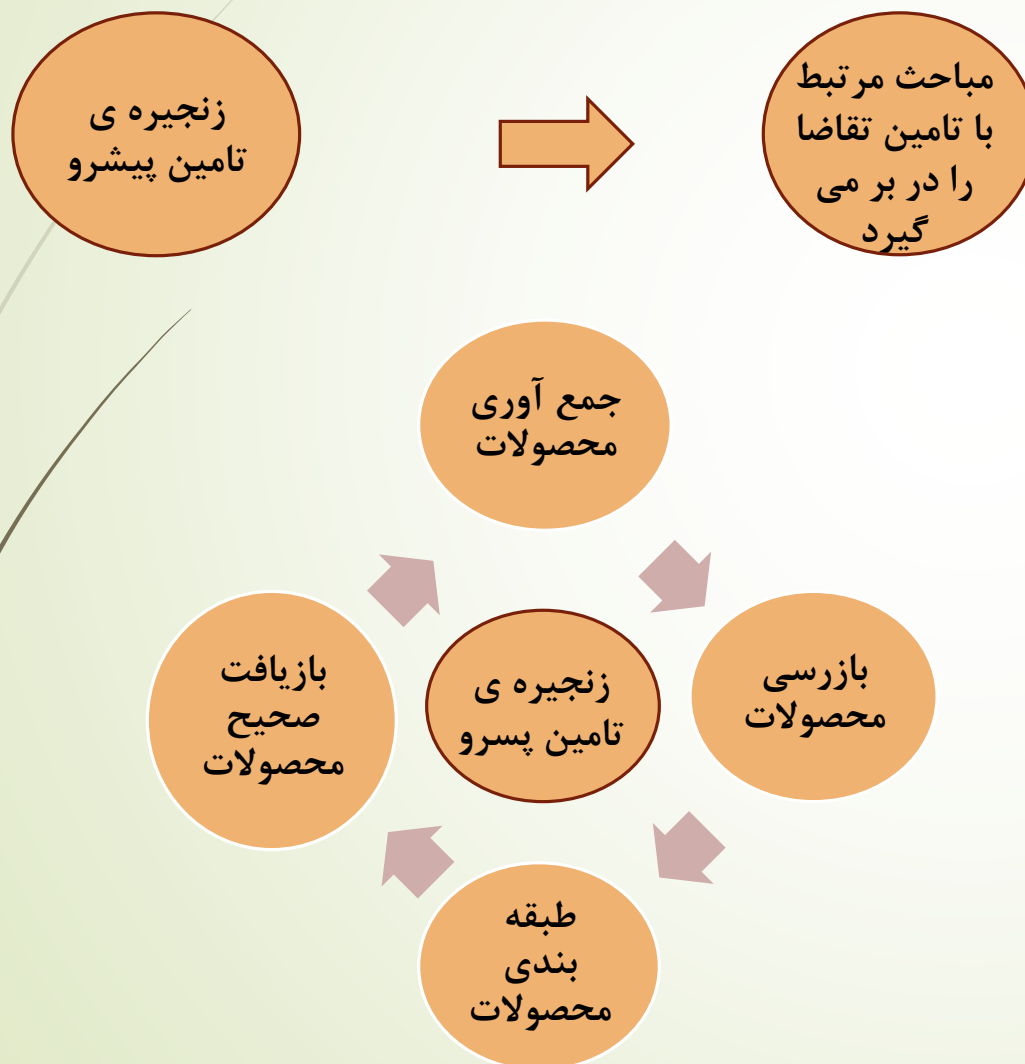 زنجیره ی
تامین پیشرو
مباحث مرتبط
با تامین تقاضا
را در بر می
گیرد
جمع آوری
محصولات
بازرسی
محصولات
طبقه
بندی
محصولات
بازیافت
صحیح
محصولات
زنجیره ی
تامین پسرو